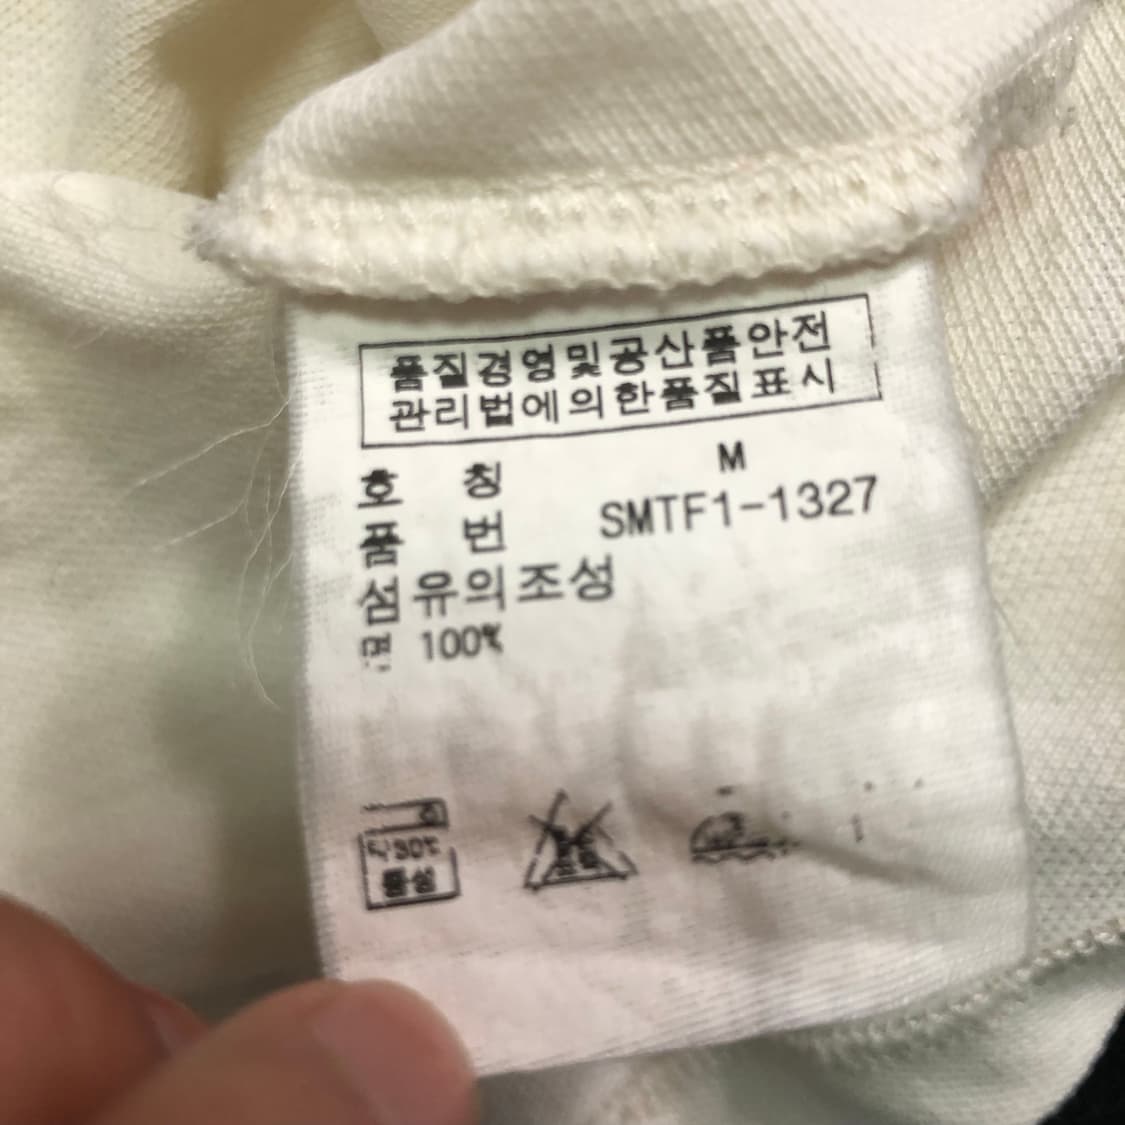 품질경영및공산품안전
관리법에의한품질표시
호 칭 M
품 번 SMTF1-1327
섬유의조성
면 100%
약30℃
중성